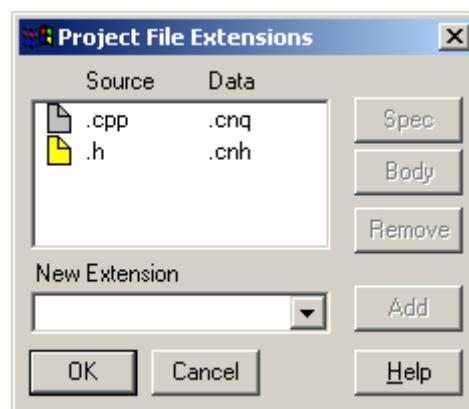 Project File Extensions
Source Data
.cpp .cnq
.h .cnh
Spec
Body
Remove
New Extension
Add
OK Cancel Help